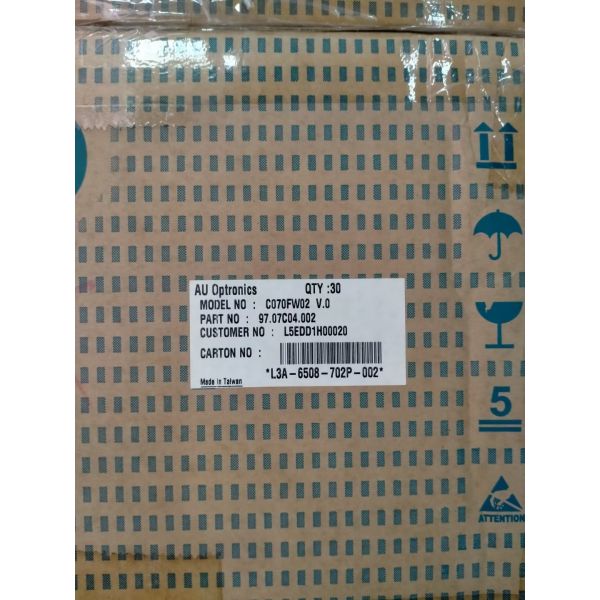 AU Optronics QTY :30
MODEL NO : C070FW02 V.0
PART NO : 97.07C04.002
CUSTOMER NO : L5EDD1H00020
CARTON NO :
*L3A-6508-702P-002*
Made In Taiwan
5
ATTENTION